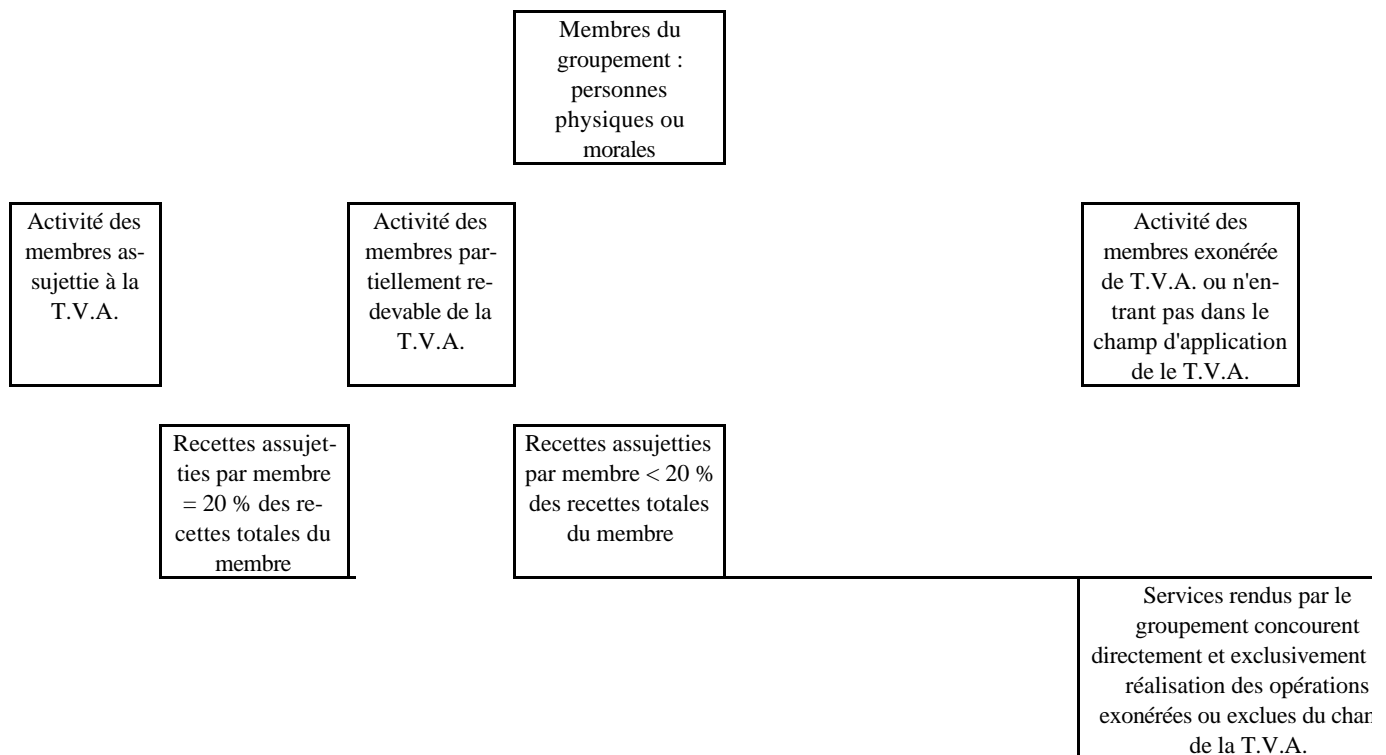 Membres du
groupement :
personnes
physiques ou
morales
Activité des
membres as-
sujettie à la
T.V.A.
Activité des
membres par-
tiellement re-
devable de la
T.V.A.
Activité des
membres exonérée
de T.V.A. ou n'en-
trant pas dans le
champ d'application
de le T.V.A.
Recettes assujet-
ties par membre
= 20 % des re-
cettes totales du
membre
Recettes assujetties
par membre < 20 %
des recettes totales
du membre
Services rendus par le
groupement concourent
directement et exclusivement
réalisation des opérations
exonérées ou exclues du
de la T.V.A.